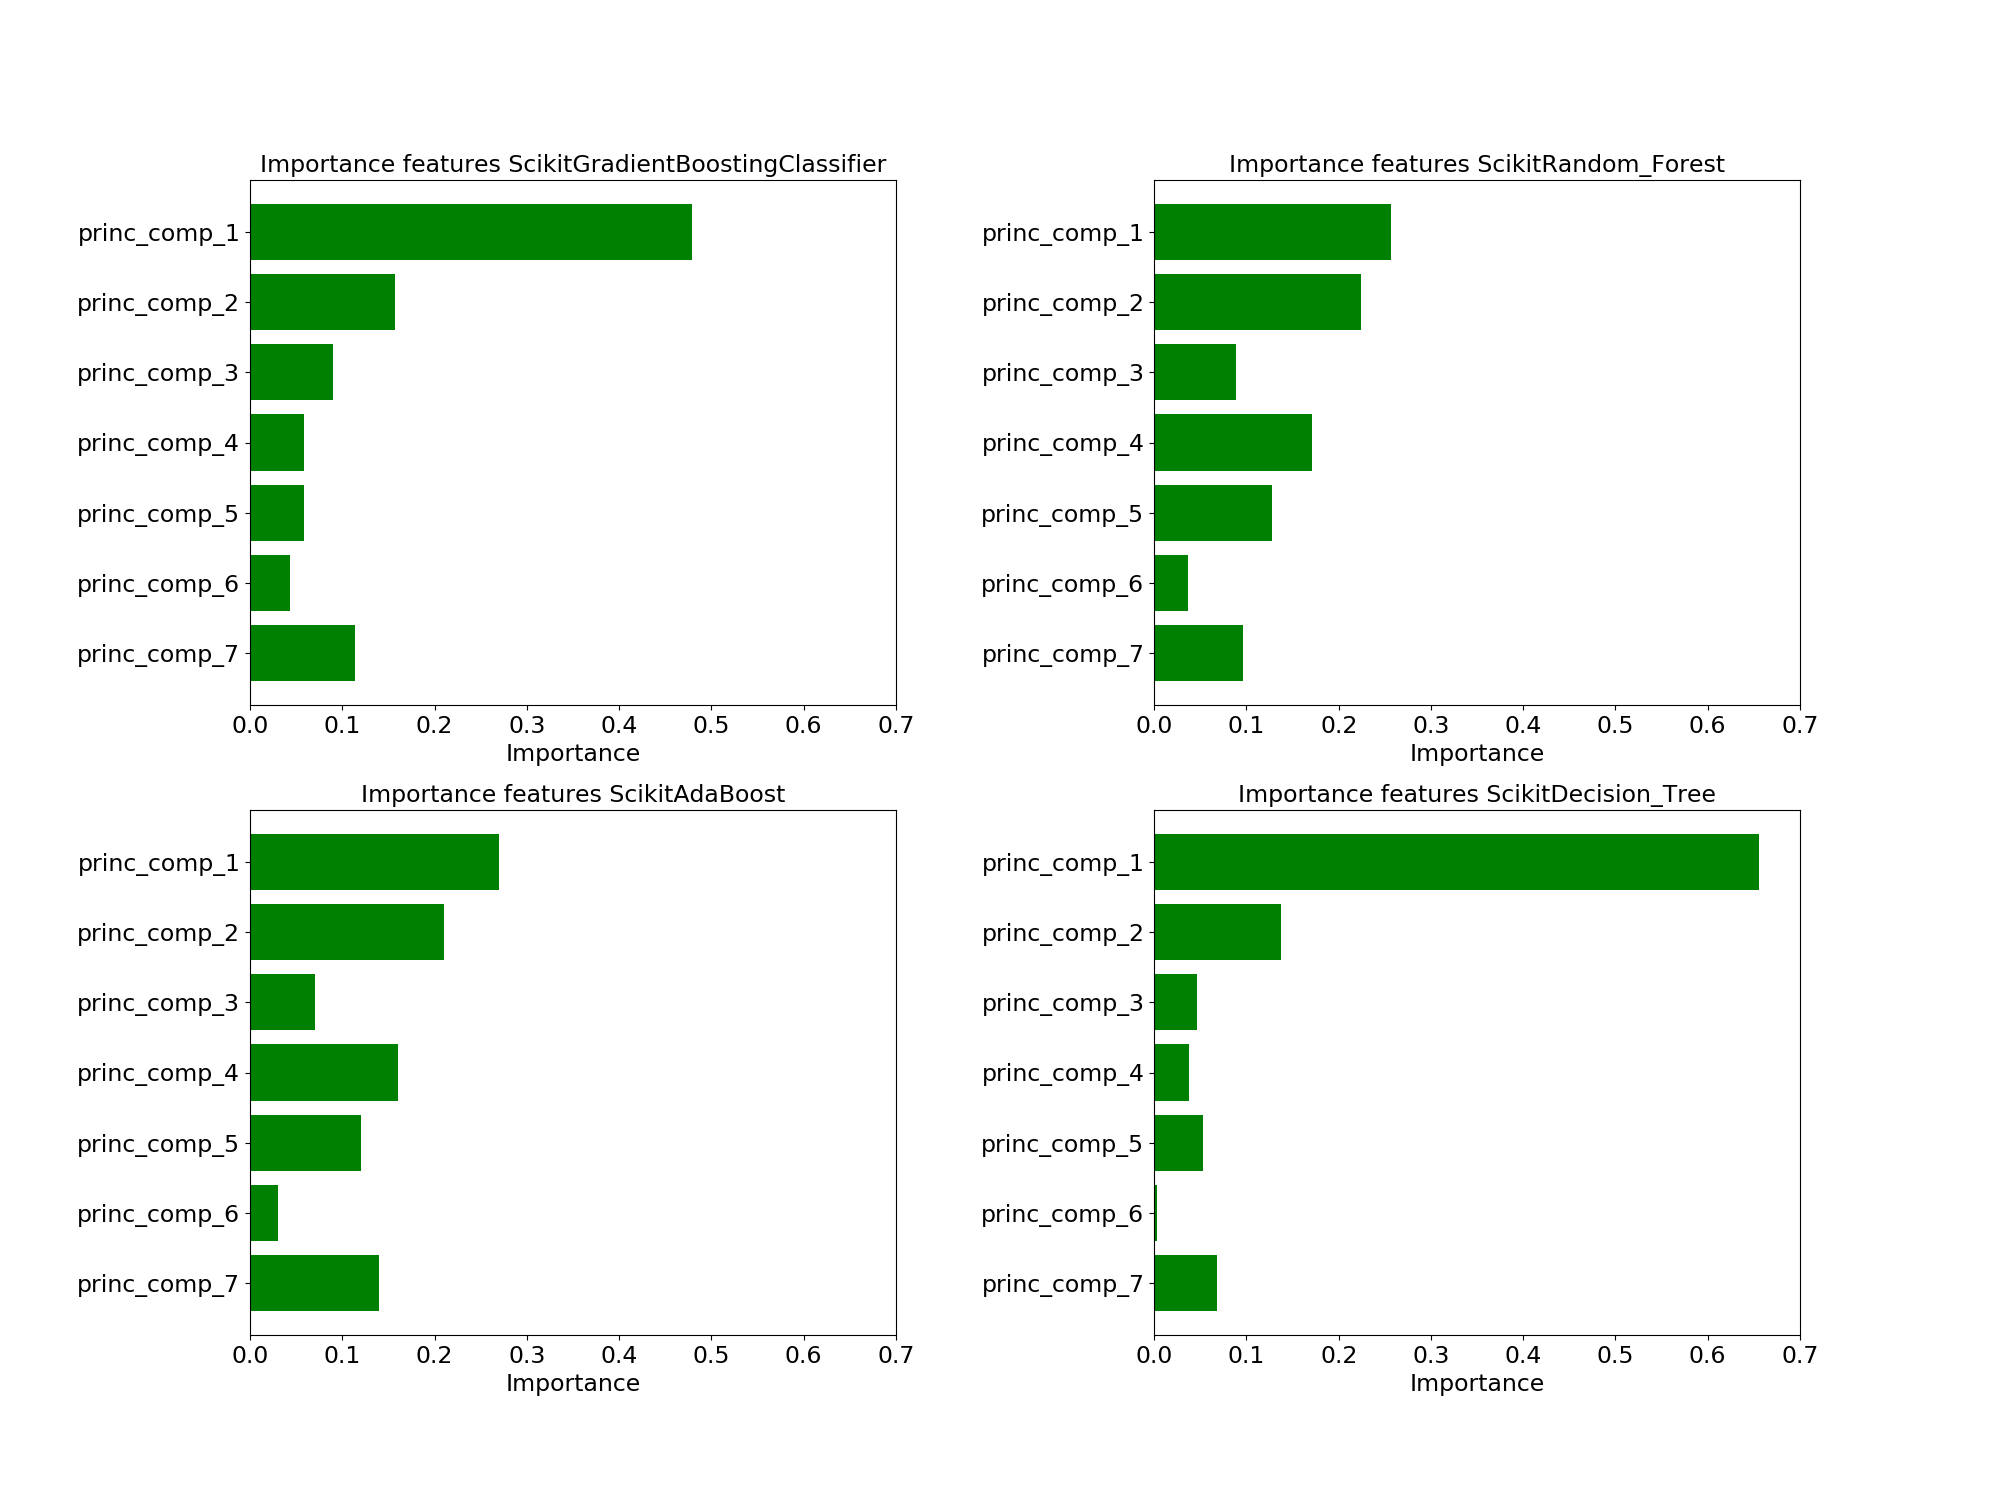 Importance features ScikitGradientBoostingClassifier
princ_comp_1
princ_comp_2
princ_comp_3
princ_comp_4
princ_comp_5
princ_comp_6
princ_comp_7
0.0 0.1 0.2 0.3 0.4 0.5 0.6 0.7
Importance
Importance features ScikitRandom_Forest
princ_comp_1
princ_comp_2
princ_comp_3
princ_comp_4
princ_comp_5
princ_comp_6
princ_comp_7
0.0 0.1 0.2 0.3 0.4 0.5 0.6 0.7
Importance
Importance features ScikitAdaBoost
princ_comp_1
princ_comp_2
princ_comp_3
princ_comp_4
princ_comp_5
princ_comp_6
princ_comp_7
0.0 0.1 0.2 0.3 0.4 0.5 0.6 0.7
Importance
Importance features ScikitDecision_Tree
princ_comp_1
princ_comp_2
princ_comp_3
princ_comp_4
princ_comp_5
princ_comp_6
princ_comp_7
0.0 0.1 0.2 0.3 0.4 0.5 0.6 0.7
Importance